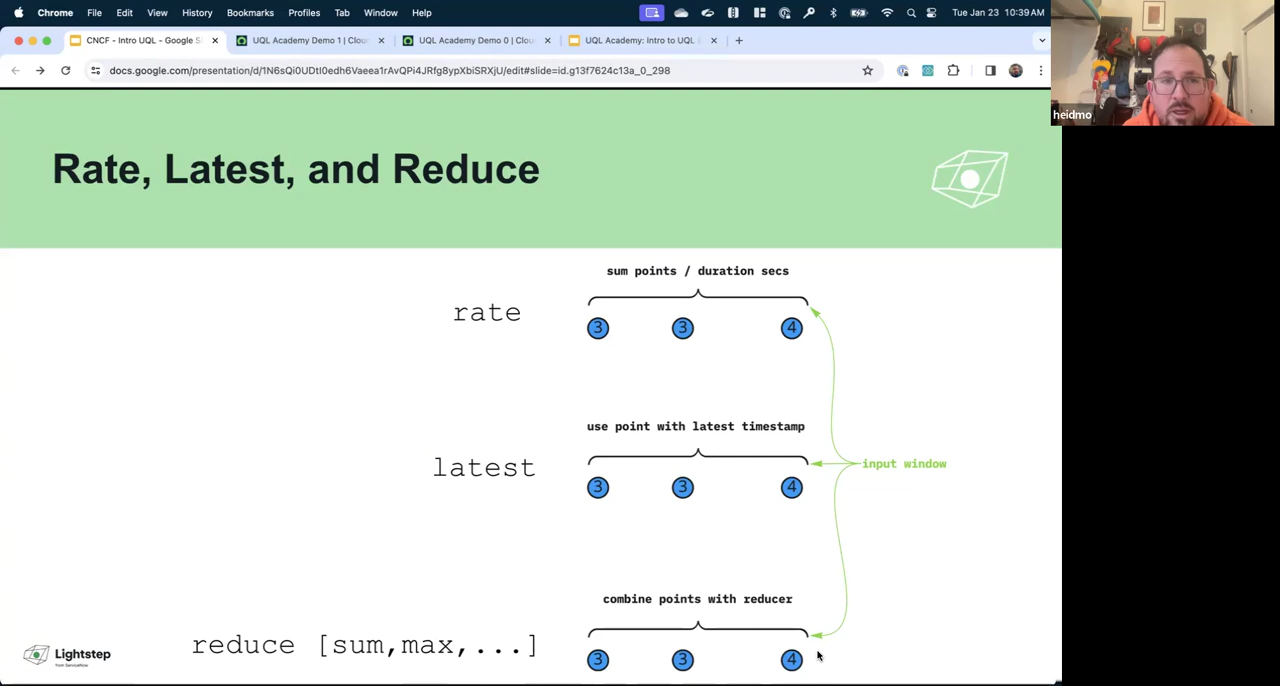 Chrome File Edit View History Bookmarks Profiles Tab Window Help Tue Jan 23 10:39 AM
CNCF - Intro UQL - Google S UQL Academy Demo 1 | Clou UQL Academy Demo 0 | Clou UQL Academy: Intro to UQL
docs.google.com/presentation/d/1N6sQi0UDtI0edh6Vaeea1rAvQPi4JRfg8ypXbiSRXjU/edit#slide=id.g13f7624c13a_0_298
heidmo
Rate, Latest, and Reduce
sum points / duration secs
rate
3 3 4
use point with latest timestamp
latest
input window
3 3 4
combine points with reducer
reduce [sum,max,...]
Lightstep
from ServiceNow
3 3 4